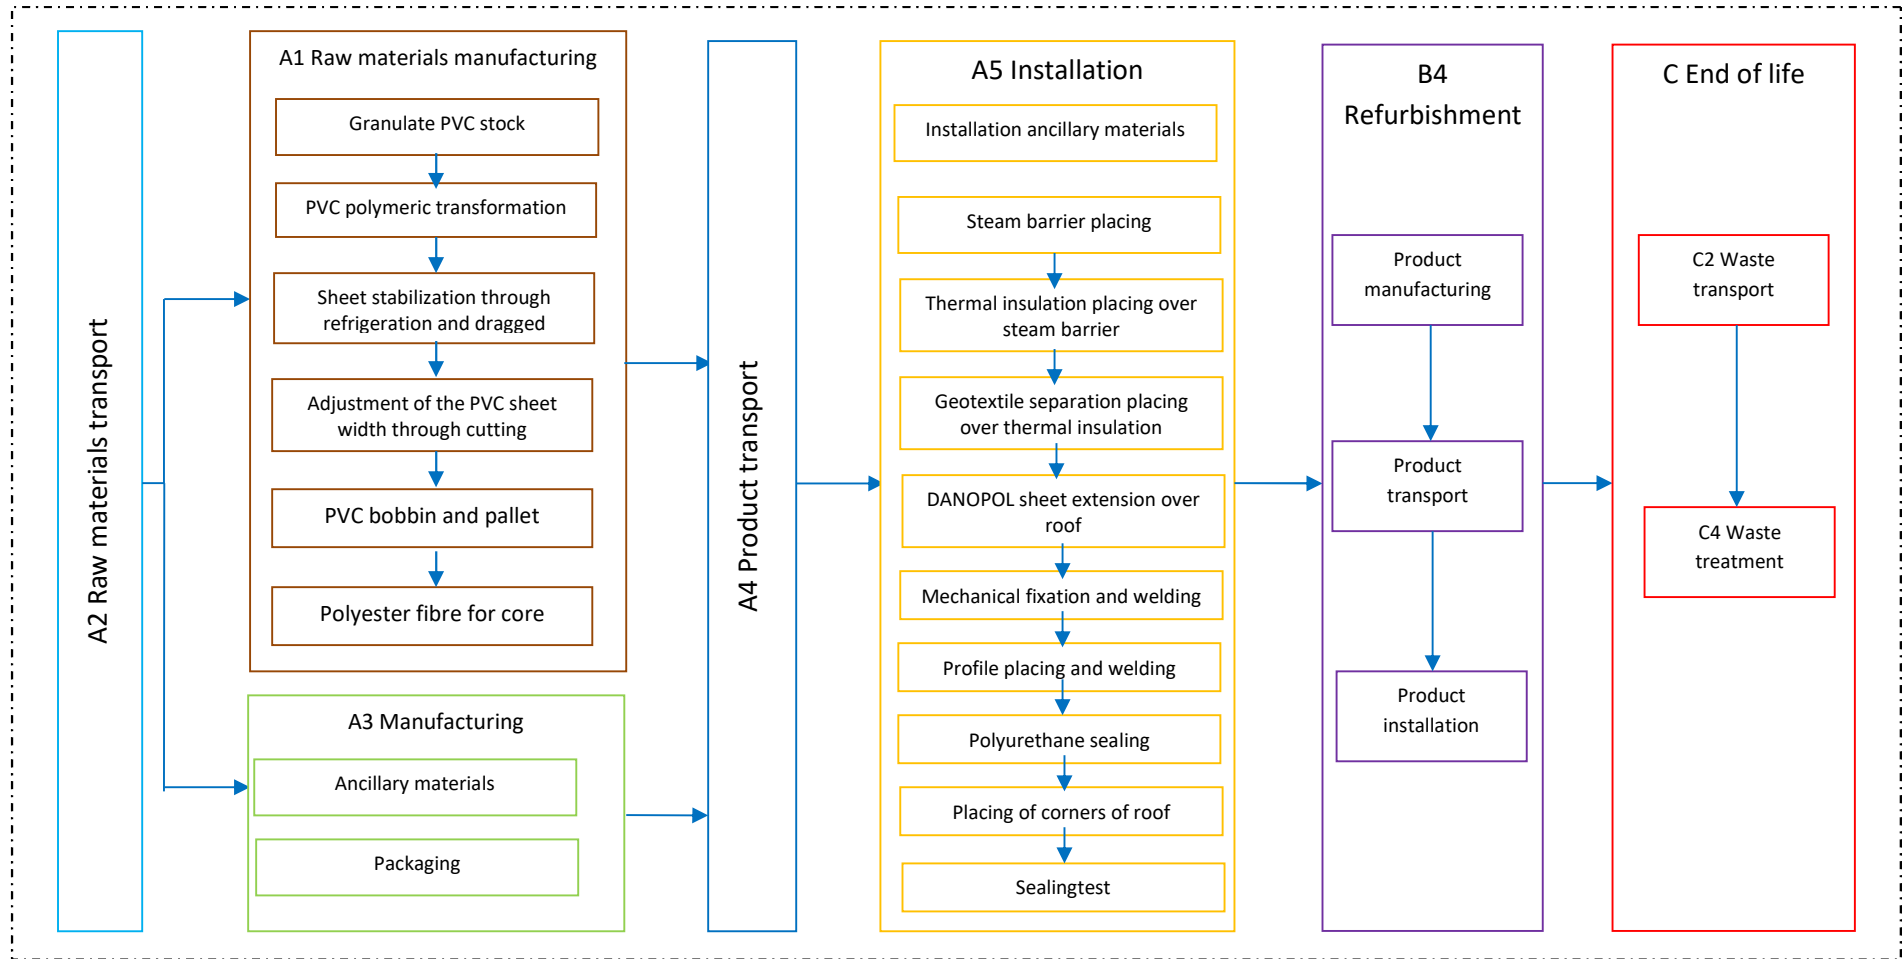 A2 Raw materials transport
A1 Raw materials manufacturing
Granulate PVC stock
PVC polymeric transformation
Sheet stabilization through
refrigeration and dragged
Adjustment of the PVC sheet
width through cutting
PVC bobbin and pallet
Polyester fibre for core
A3 Manufacturing
Ancillary materials
Packaging
A4 Product transport
A5 Installation
Installation ancillary materials
Steam barrier placing
Thermal insulation placing over
steam barrier
Geotextile separation placing
over thermal insulation
DANOPOL sheet extension over
roof
Mechanical fixation and welding
Profile placing and welding
Polyurethane sealing
Placing of corners of roof
Sealingtest
B4
Refurbishment
Product
manufacturing
Product
transport
Product
installation
C End of life
C2 Waste
transport
C4 Waste
treatment